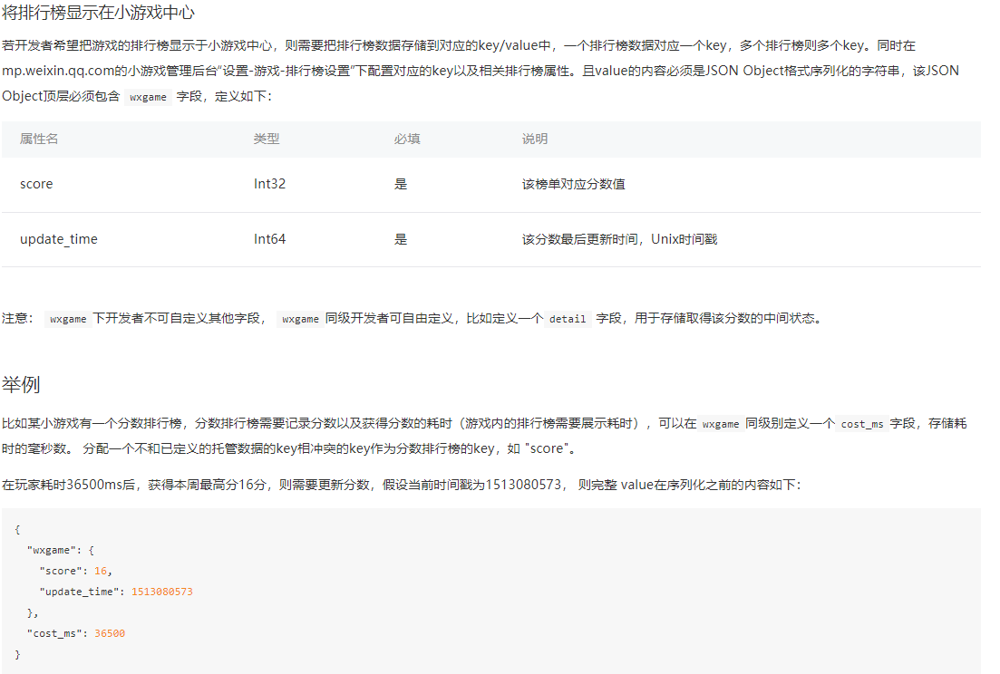 将排行榜显示在小游戏中心
若开发者希望把游戏的排行榜显示于小游戏中心，则需要把排行榜数据存储到对应的key/value中，一个排行榜数据对应一个key，多个排行榜则多个key。同时在
mp.weixin.qq.com的小游戏管理后台“设置-游戏-排行榜设置”下配置对应的key以及相关排行榜属性。且value的内容必须是JSON Object格式序列化的字符串，该JSON
Object顶层必须包含 wxgame 字段，定义如下：
属性名 类型 必填 说明
score Int32 是 该榜单对应分数值
update_time Int64 是 该分数最后更新时间，Unix时间戳
注意： wxgame 下开发者不可自定义其他字段， wxgame 同级开发者可自由定义，比如定义一个 detail 字段，用于存储取得该分数的中间状态。
举例
比如某小游戏有一个分数排行榜，分数排行榜需要记录分数以及获得分数的耗时（游戏内的排行榜需要展示耗时），可以在 wxgame 同级别定义一个 cost_ms 字段，存储耗
时的毫秒数。 分配一个不和已定义的托管数据的key相冲突的key作为分数排行榜的key，如 "score"。
在玩家耗时36500ms后，获得本周最高分16分，则需要更新分数，假设当前时间戳为1513080573， 则完整 value在序列化之前的内容如下：
{
"wxgame": {
"score": 16,
"update_time": 1513080573
},
"cost_ms": 36500
}